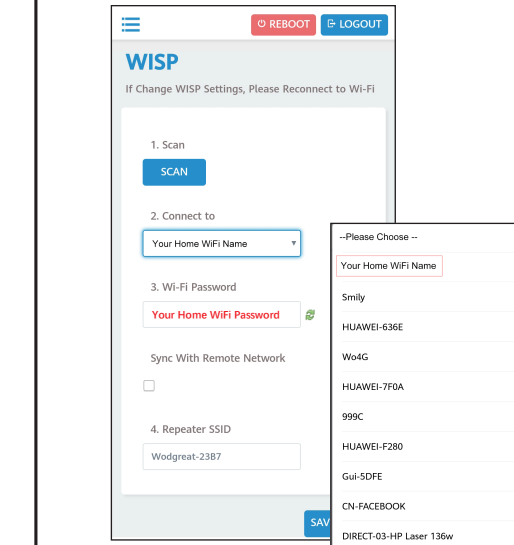 REBOOT
LOGOUT
WISP
If Change WISP Settings, Please Reconnect to Wi-Fi
1. Scan
SCAN
2. Connect to
Your Home WiFi Name
3. Wi-Fi Password
Your Home WiFi Password
Sync With Remote Network
4. Repeater SSID
Wodgreat-23B7
SAV
--Please Choose --
Your Home WiFi Name
Smily
HUAWEI-636E
Wo4G
HUAWEI-7F0A
999C
HUAWEI-F280
Gui-5DFE
CN-FACEBOOK
DIRECT-03-HP Laser 136w